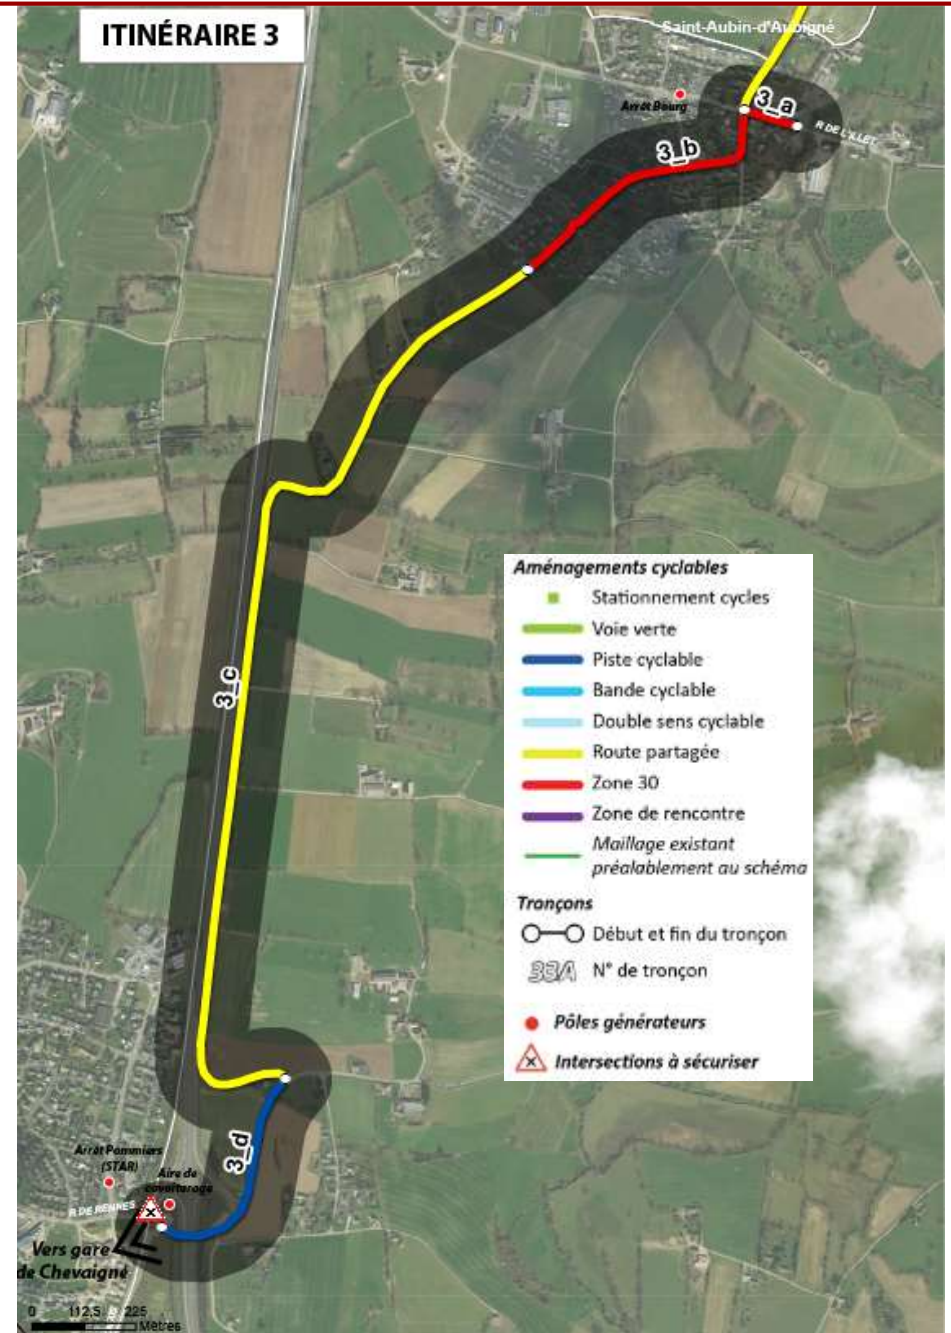 ITINÉRAIRE 3
Saint-Aubin-d'Aubigné
Arrêt Bourg
3_a
R DE L'ILLET
3_b
3_c
Aménagements cyclables
Stationnement cycles
Voie verte
Piste cyclable
Bande cyclable
Double sens cyclable
Route partagée
Zone 30
Zone de rencontre
Maillage existant
préalablement au schéma
Tronçons
Début et fin du tronçon
33A N° de tronçon
Pôles générateurs
Intersections à sécuriser
3_d
Arrêt Pommiers
(STAR)
Aire de
covoiturage
R DE RENNES
Vers gare
de Chevaigné
0 112,5 225
Mètres